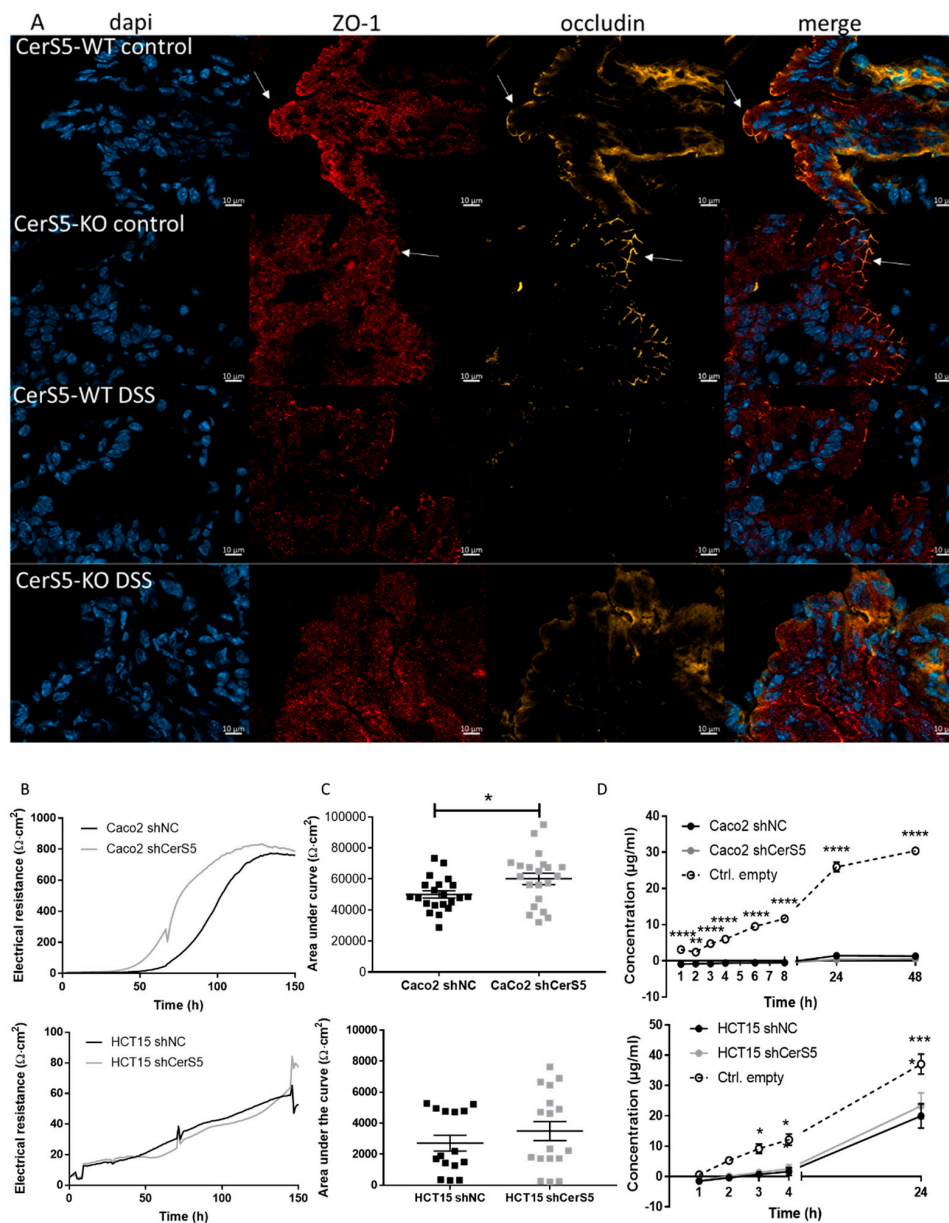 A dapi ZO-1 occludin merge
CerS5-WT control
10 µm 10 µm 10 µm 10 µm
CerS5-KO control
10 µm 10 µm 10 µm 10 µm
CerS5-WT DSS
10 µm 10 µm 10 µm 10 µm
CerS5-KO DSS
10 µm 10 µm 10 µm 10 µm
B
Electrical resistance (Ω·cm²)
1000
800
600
400
200
0
Caco2 shNC
Caco2 shCerS5
0 50 100 150
Time (h)
C
Area under curve (Ω·cm²)
100000
80000
60000
40000
20000
0
*
Caco2 shNC CaCo2 shCerS5
D
Concentration (µg/ml)
40
30
20
10
0
-10
Caco2 shNC
Caco2 shCerS5
Ctrl. empty
**** ** **** **** **** **** **** ****
1 2 3 4 5 6 7 8 24 48
Time (h)
Electrical resistance (Ω·cm²)
100
80
60
40
20
0
HCT15 shNC
HCT15 shCerS5
0 50 100 150
Time (h)
Area under the curve (Ω·cm²)
10000
8000
6000
4000
2000
0
HCT15 shNC HCT15 shCerS5
Concentration (µg/ml)
50
40
30
20
10
0
-10
HCT15 shNC
HCT15 shCerS5
Ctrl. empty
* * * *** *
1 2 3 4 24
Time (h)